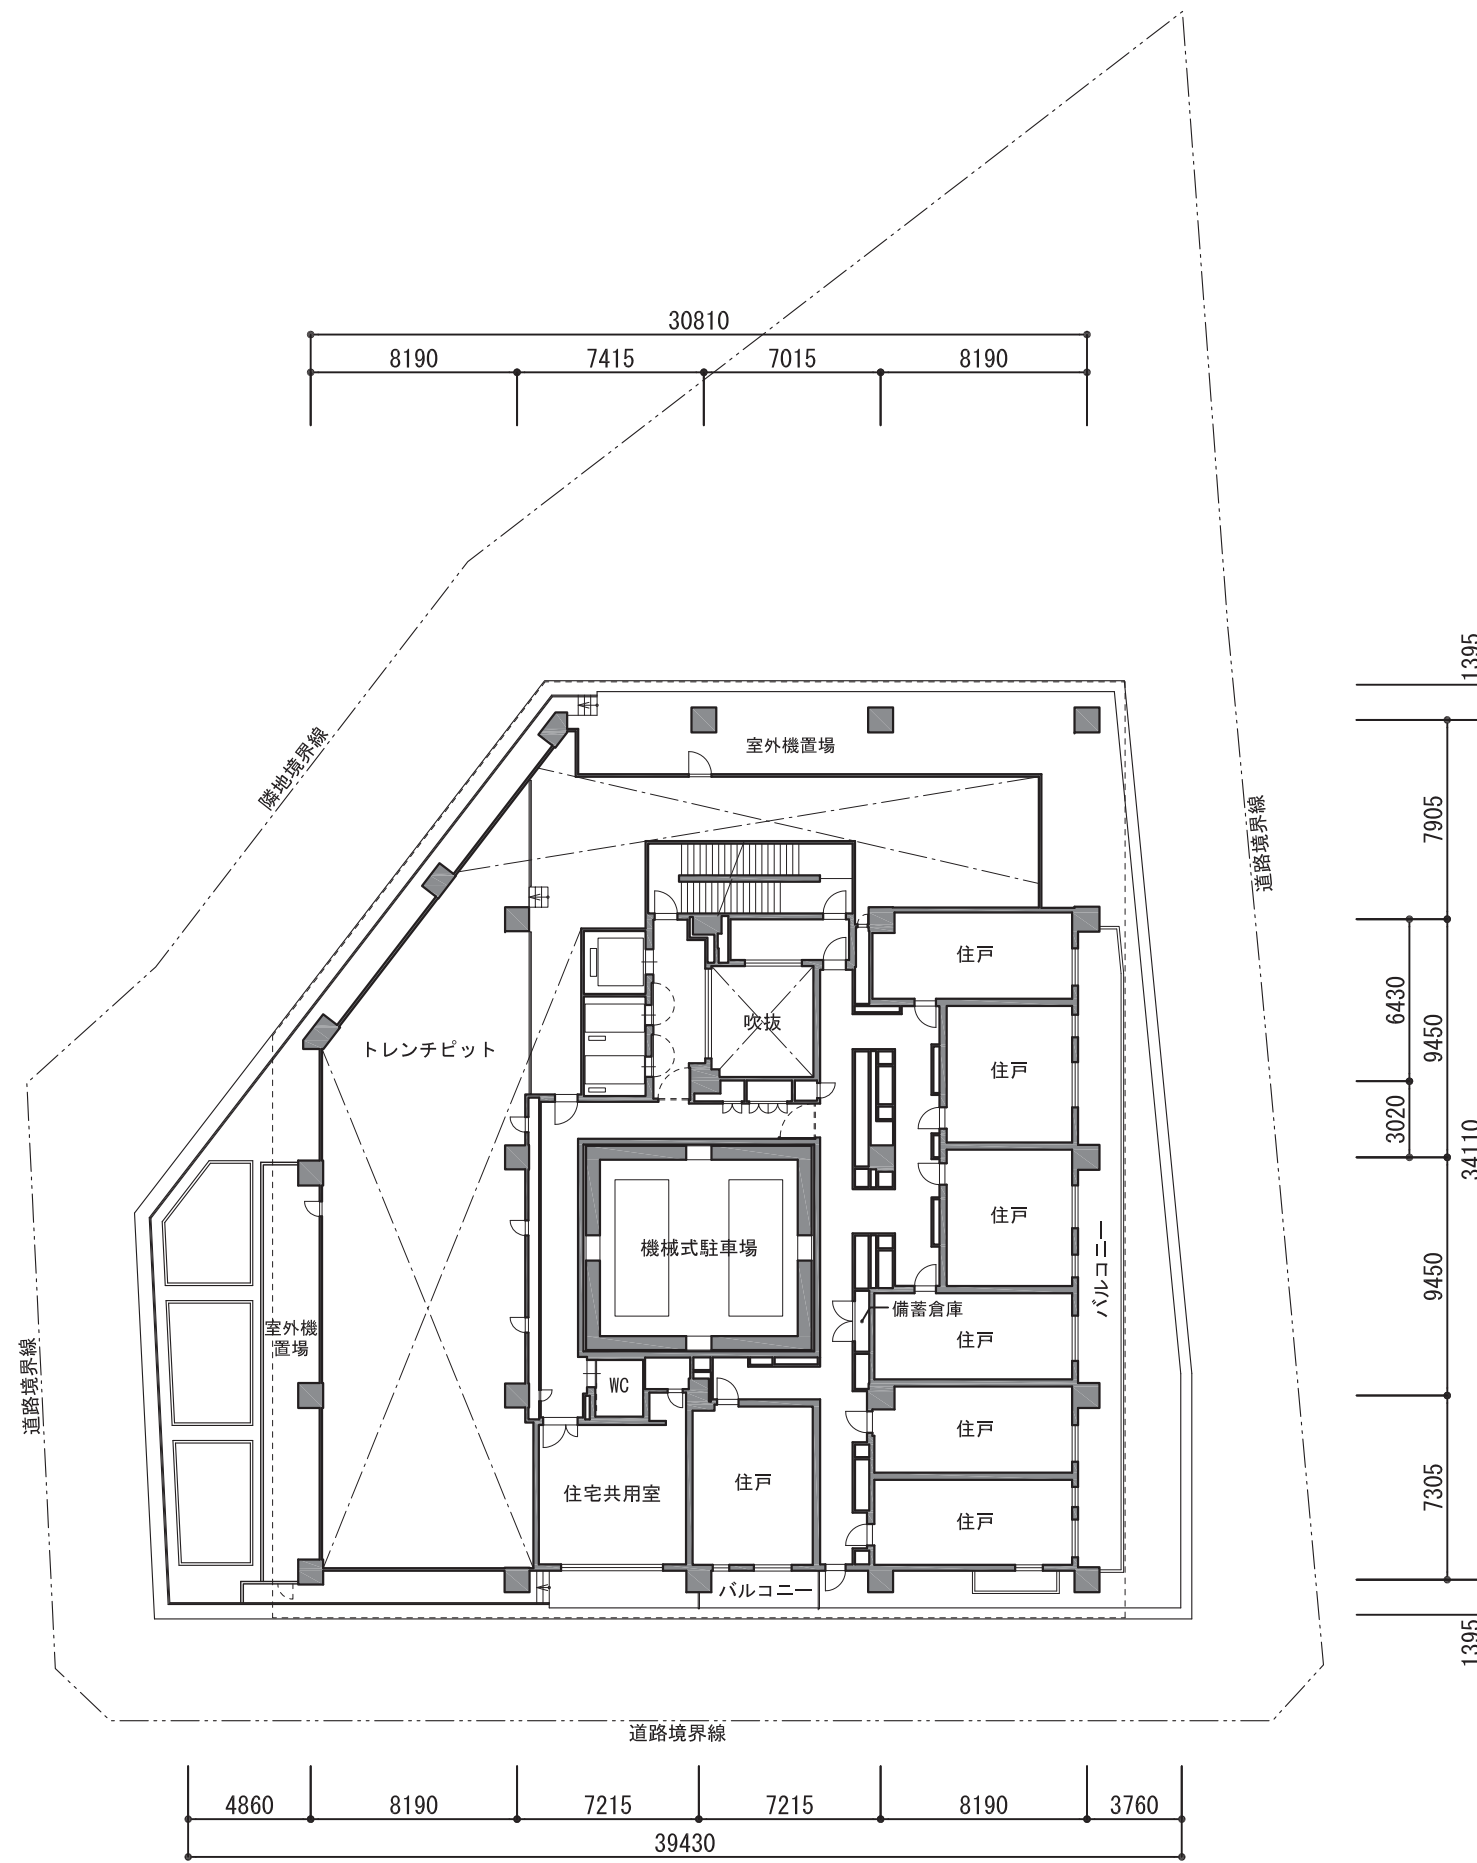 30810
8190
7415
7015
8190
隣地境界線
室外機置場
道路境界線
1395
7905
6430
9450
3020
34110
9450
7305
1395
住戸
吹抜
トレンチピット
住戸
住戸
機械式駐車場
バルコニー
備蓄倉庫
室外機
置場
住戸
道路境界線
WC
住戸
住宅共用室
住戸
住戸
バルコニー
道路境界線
4860
8190
7215
7215
8190
3760
39430